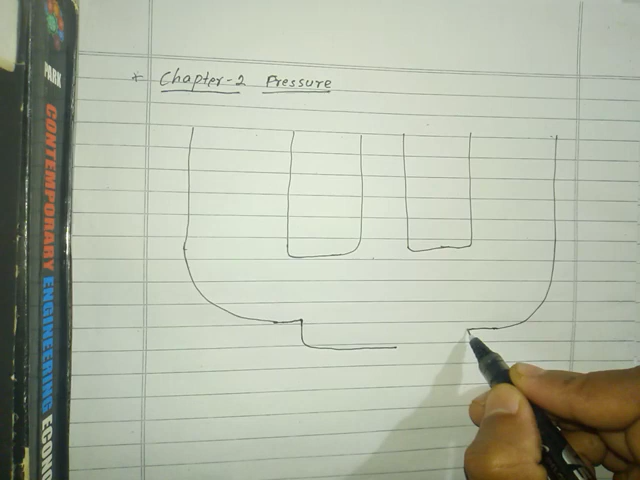 * Chapter-2 Pressure
PARK
CONTEMPORARY ENGINEERING ECONO